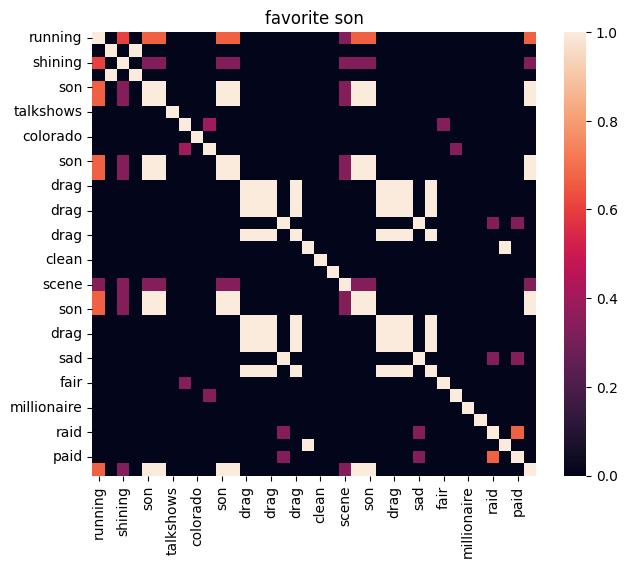 favorite son
running
shining
son
talkshows
colorado
son
drag
drag
drag
clean
scene
son
drag
sad
fair
millionaire
raid
paid
1.0
0.8
0.6
0.4
0.2
0.0
running
shining
son
talkshows
colorado
son
drag
drag
drag
clean
scene
son
drag
sad
fair
millionaire
raid
paid